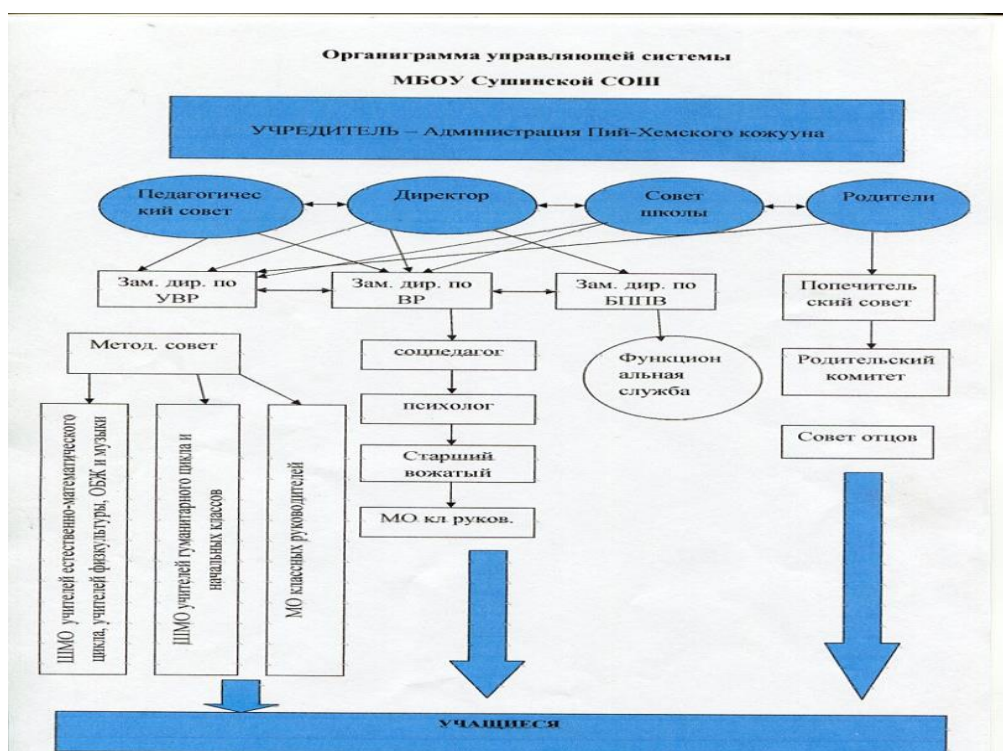 Органиграмма управляющей системы
МБОУ Сушинской СОШ
УЧРЕДИТЕЛЬ – Администрация Пий-Хемского кожууна
Педагогичес
кий совет
Директор
Совет
школы
Родители
Зам. дир. по
УВР
Зам. дир. по
ВР
Зам. дир. по
БППВ
Попечитель
ский совет
Метод. совет
соцпедагог
Функцион
альная
служба
Родительский
комитет
психолог
Совет отцов
Старший
вожатый
МО кл руков.
ШМО учителей естественно-математического
цикла, учителей физкультуры, ОБЖ и музыки
ШМО учителей гуманитарного цикла и
начальных классов
МО классных руководителей
УЧАЩИЕСЯ